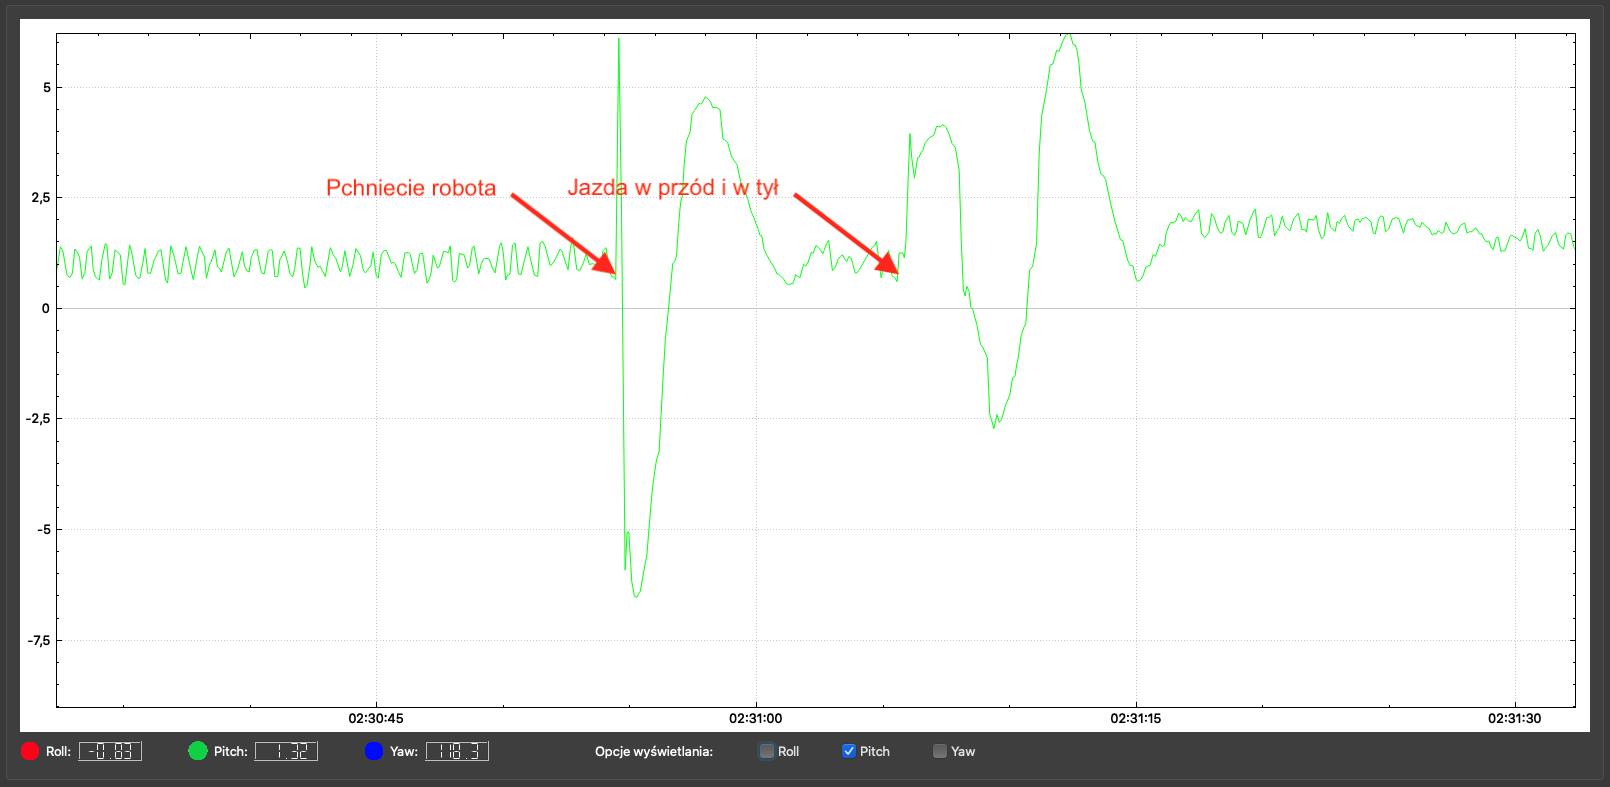 5
2,5
0
-2,5
-5
-7,5
Pchniecie robota
Jazda w przód i w tył
02:30:45 02:31:00 02:31:15 02:31:30
Roll: -0.83 Pitch: 1.32 Yaw: 118.3 Opcje wyświetlania: Roll Pitch Yaw